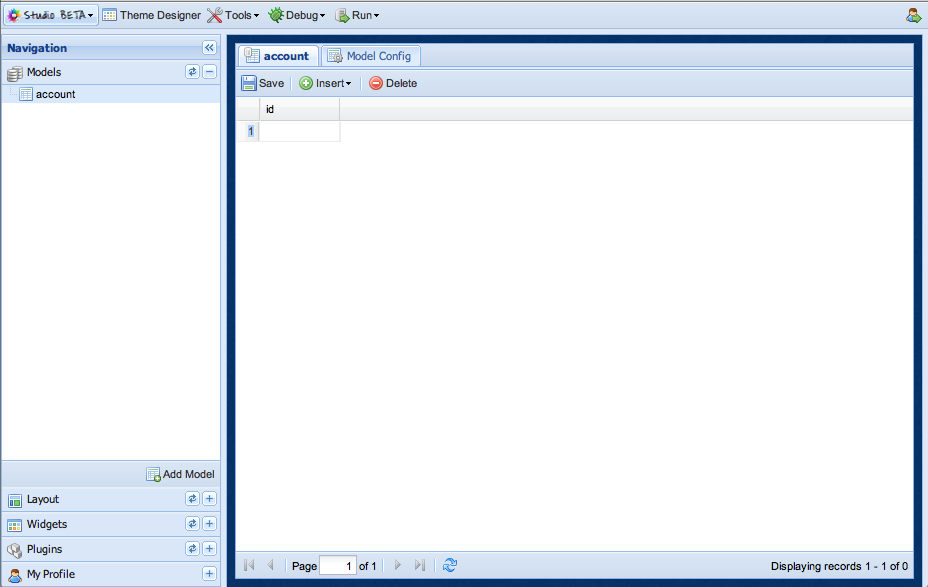 Studio BETA Theme Designer Tools Debug Run
Navigation
Models
account
Add Model
Layout
Widgets
Plugins
My Profile
account Model Config
Save Insert Delete
id
1
Page 1 of 1 Displaying records 1 - 1 of 0